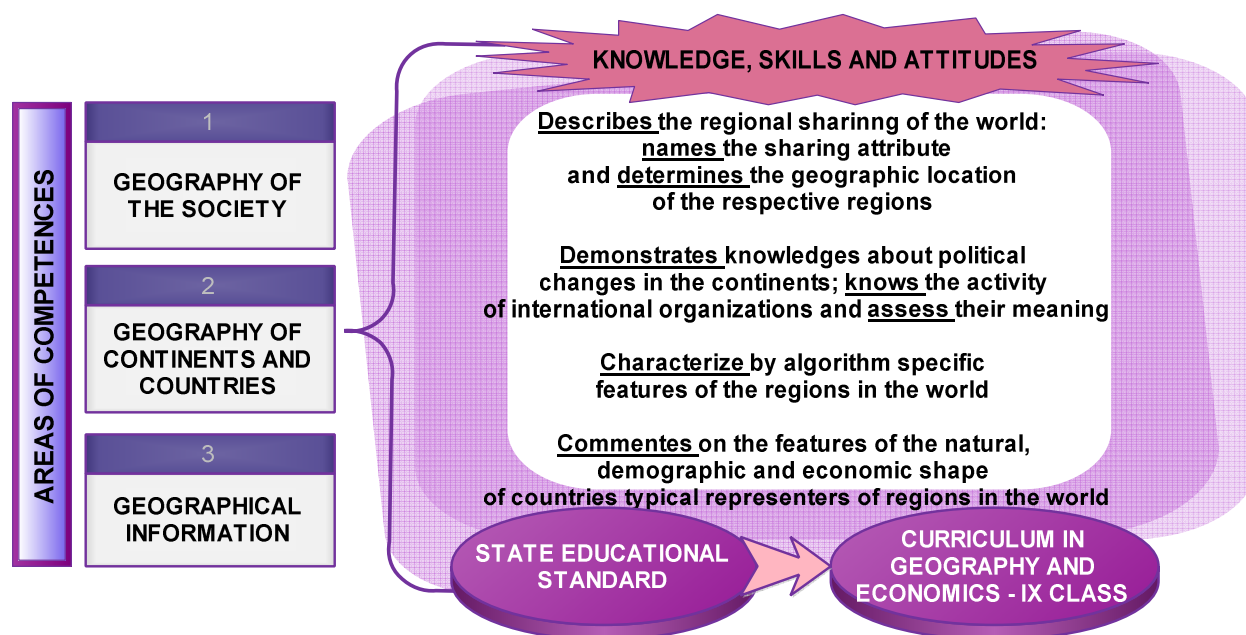 AREAS OF COMPETENCES
1
GEOGRAPHY OF
THE SOCIETY
2
GEOGRAPHY OF
CONTINENTS AND
COUNTRIES
3
GEOGRAPHICAL
INFORMATION
KNOWLEDGE, SKILLS AND ATTITUDES
Describes the regional sharinng of the world:
names the sharing attribute
and determines the geographic location
of the respective regions
Demonstrates knowledges about political
changes in the continents; knows the activity
of international organizations and assess their meaning
Characterize by algorithm specific
features of the regions in the world
Commentes on the features of the natural,
demographic and economic shape
of countries typical representers of regions in the world
STATE EDUCATIONAL
STANDARD
CURRICULUM IN
GEOGRAPHY AND
ECONOMICS - IX CLASS